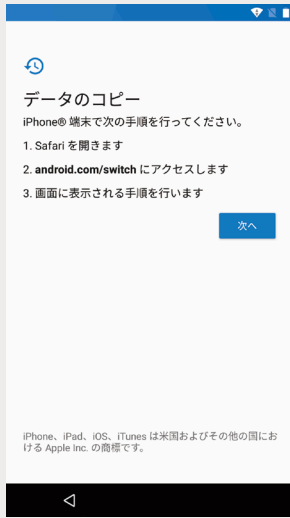 データのコピー
iPhone® 端末で次の手順を行ってください。
1. Safari を開きます
2. android.com/switch にアクセスします
3. 画面に表示される手順を行います
次へ
iPhone、iPad、iOS、iTunes は米国およびその他の国にお
ける Apple Inc. の商標です。